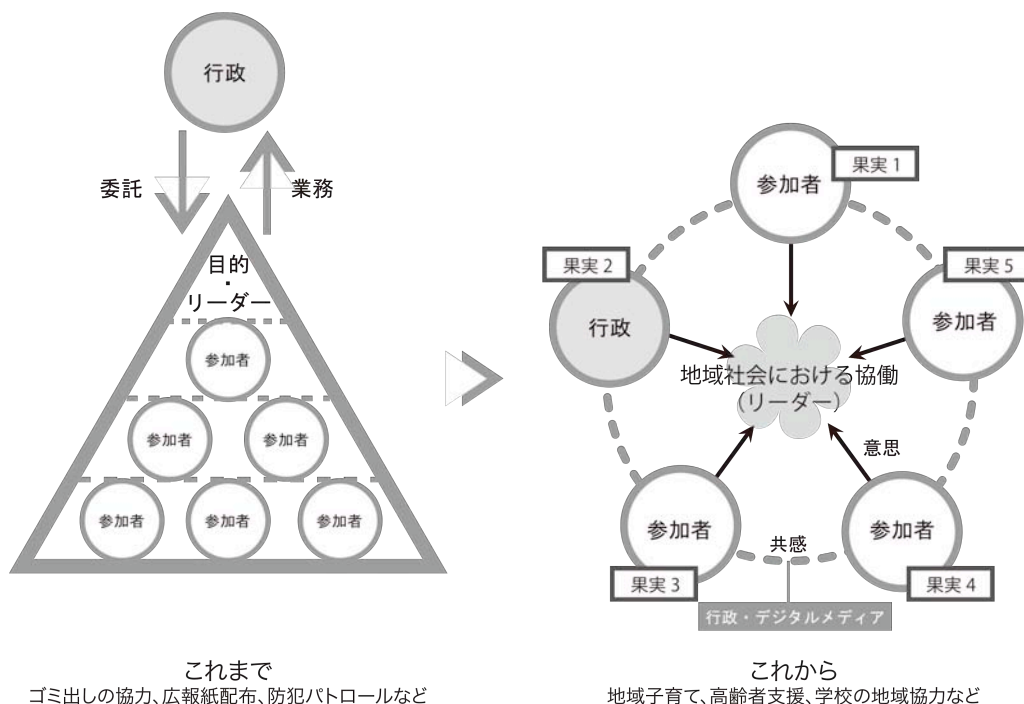 行政
委託
業務
目的
・
リーダー
参加者
参加者
参加者
参加者
参加者
参加者
これまで
ゴミ出しの協力、広報紙配布、防犯パトロールなど
参加者
果実 1
果実 2
行政
果実 5
参加者
地域社会における協働
（リーダー）
意思
参加者
果実 3
参加者
果実 4
共感
行政・デジタルメディア
これから
地域子育て、高齢者支援、学校の地域協力など